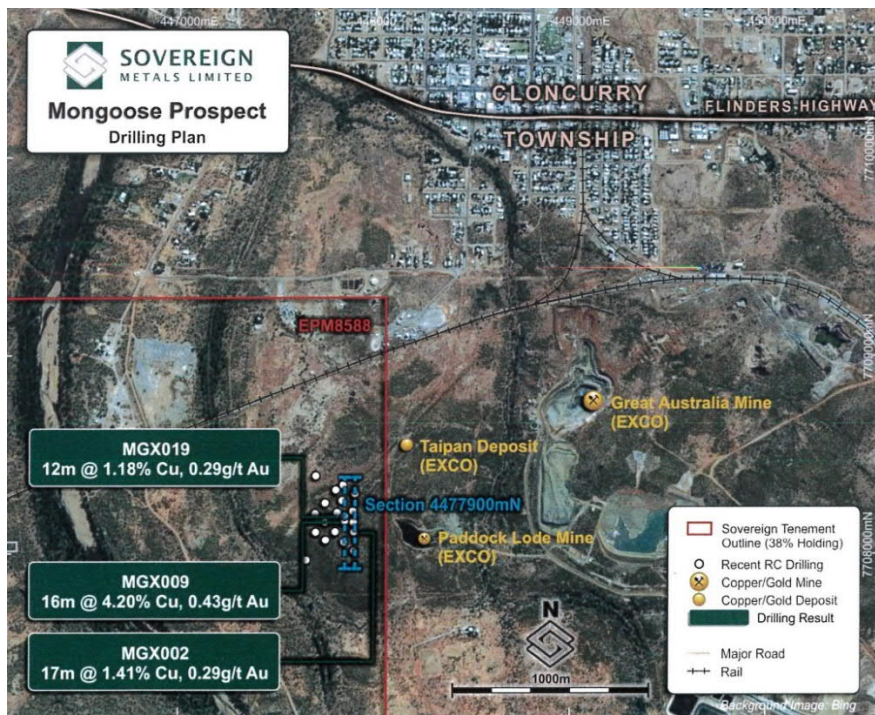 447000mE
448000
449000mE
450000mE
SOVEREIGN
METALS LIMITED
Mongoose Prospect
Drilling Plan
CLONCURRY
TOWNSHIP
FLINDERS HIGHWAY
7710000mN
EPM8588
7709000mN
Great Australia Mine
(EXCO)
Taipan Deposit
(EXCO)
MGX019
12m @ 1.18% Cu, 0.29g/t Au
Section 4477900mN
Paddock Lode Mine
(EXCO)
7708000mN
MGX009
16m @ 4.20% Cu, 0.43g/t Au
MGX002
17m @ 1.41% Cu, 0.29g/t Au
N
1000m
Sovereign Tenement
Outline (38% Holding)
Recent RC Drilling
Copper/Gold Mine
Copper/Gold Deposit
Drilling Result
Major Road
Rail
Background Image: Bing